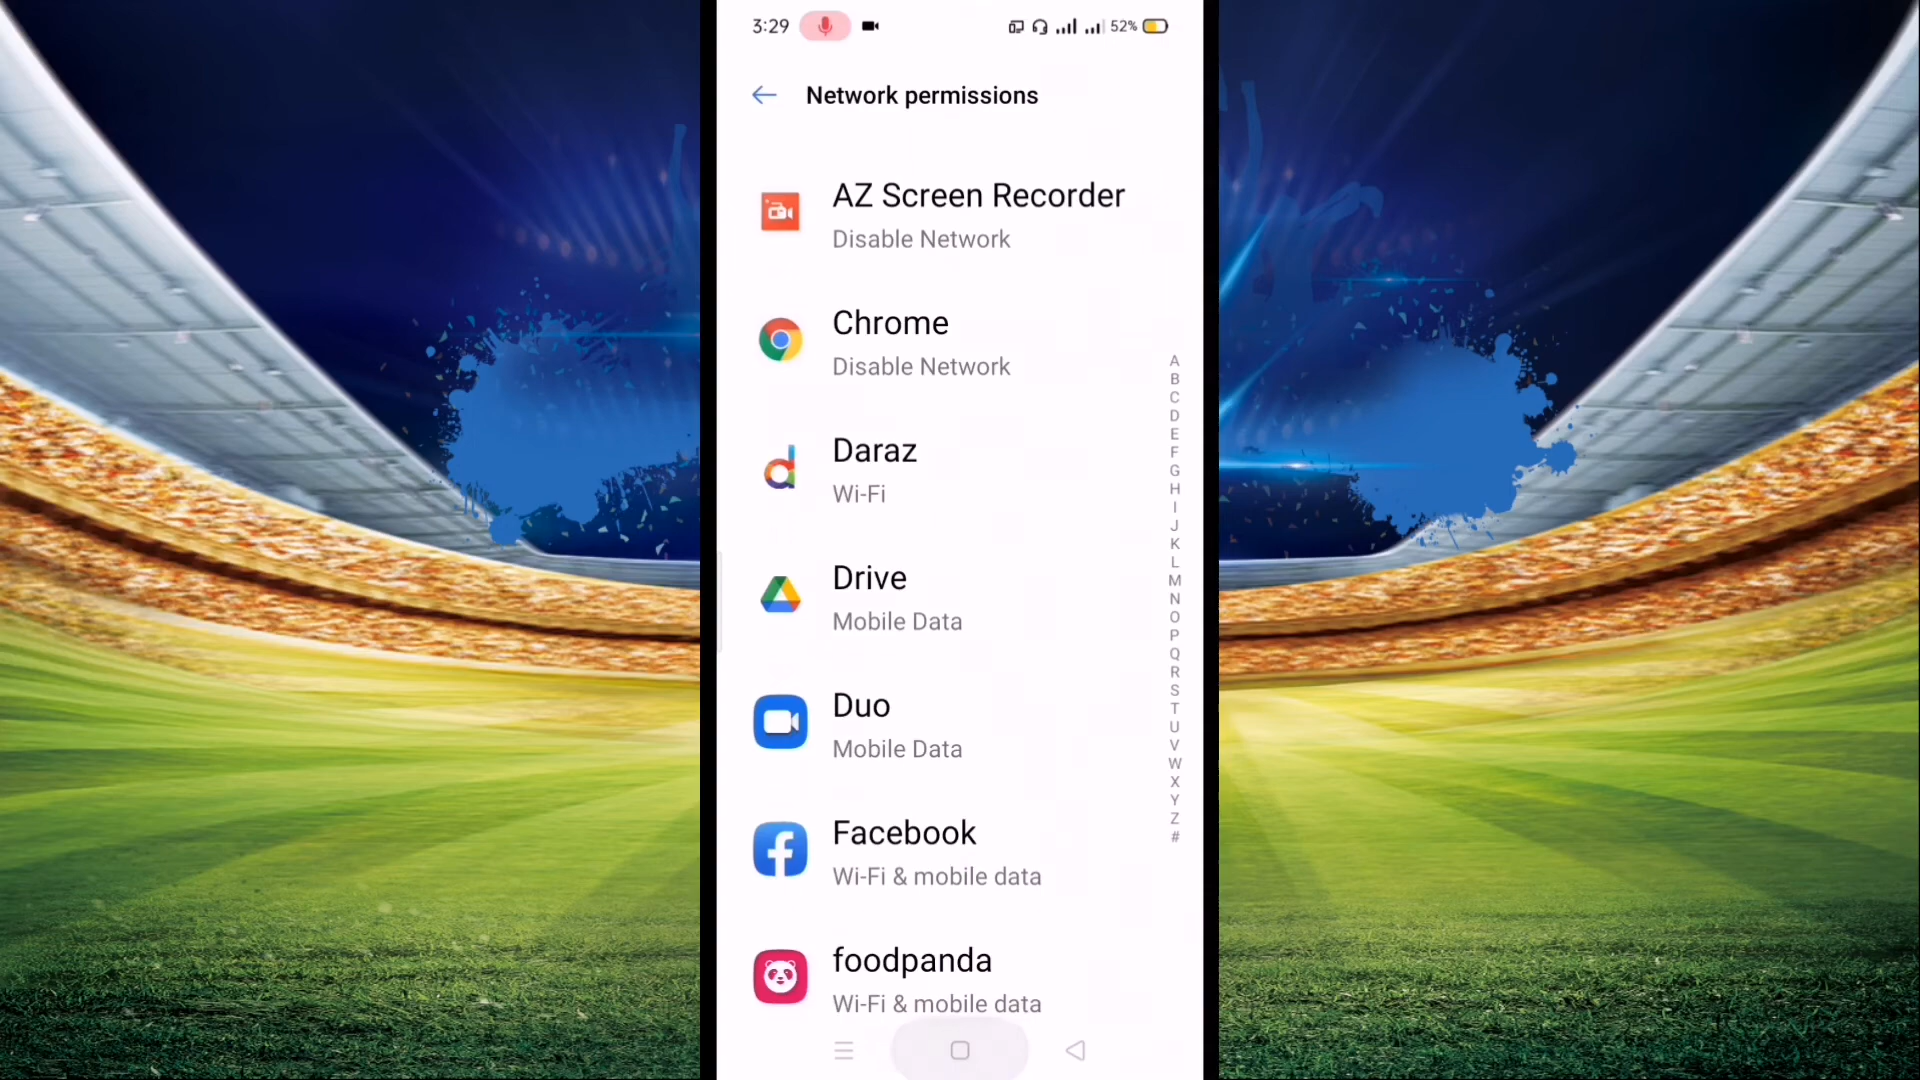 3:29
52%
Network permissions
AZ Screen Recorder
Disable Network
Chrome
Disable Network
Daraz
Wi-Fi
Drive
Mobile Data
Duo
Mobile Data
Facebook
Wi-Fi & mobile data
foodpanda
Wi-Fi & mobile data
A
B
C
D
E
F
G
H
I
J
K
L
M
N
O
P
Q
R
S
T
U
V
W
X
Y
Z
#